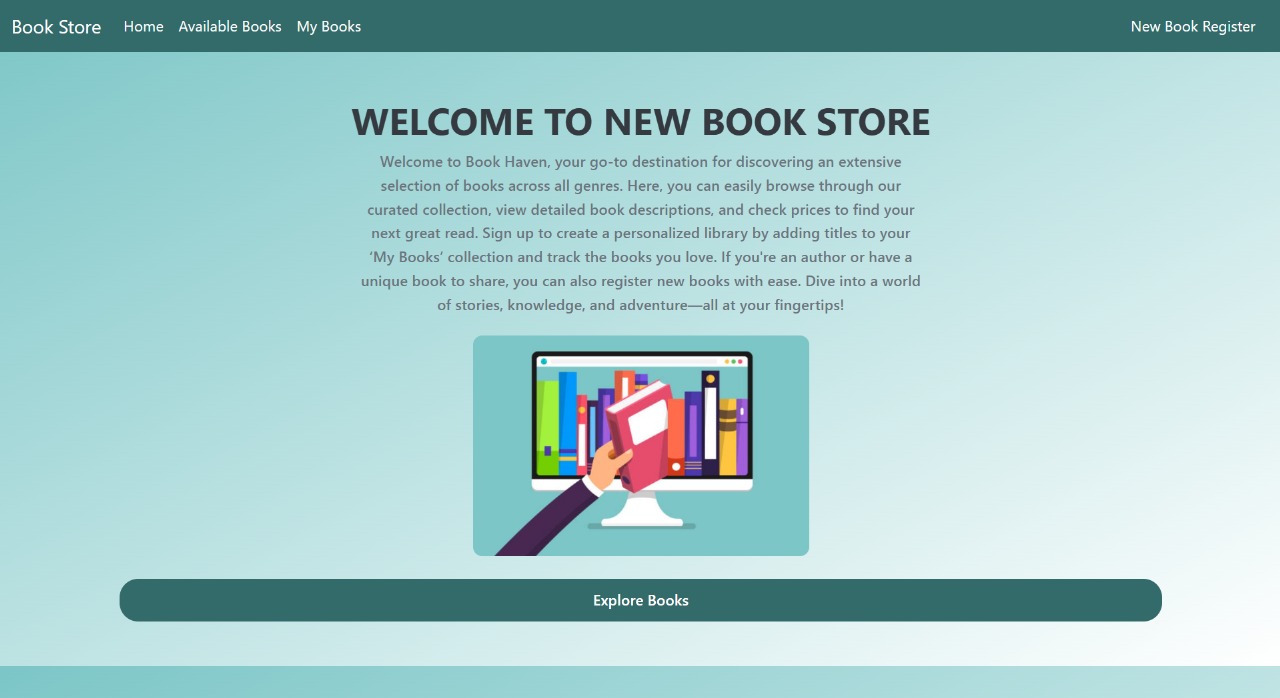 Book Store Home Available Books My Books New Book Register
WELCOME TO NEW BOOK STORE
Welcome to Book Haven, your go-to destination for discovering an extensive
selection of books across all genres. Here, you can easily browse through our
curated collection, view detailed book descriptions, and check prices to find your
next great read. Sign up to create a personalized library by adding titles to your
‘My Books’ collection and track the books you love. If you're an author or have a
unique book to share, you can also register new books with ease. Dive into a world
of stories, knowledge, and adventure—all at your fingertips!
Explore Books